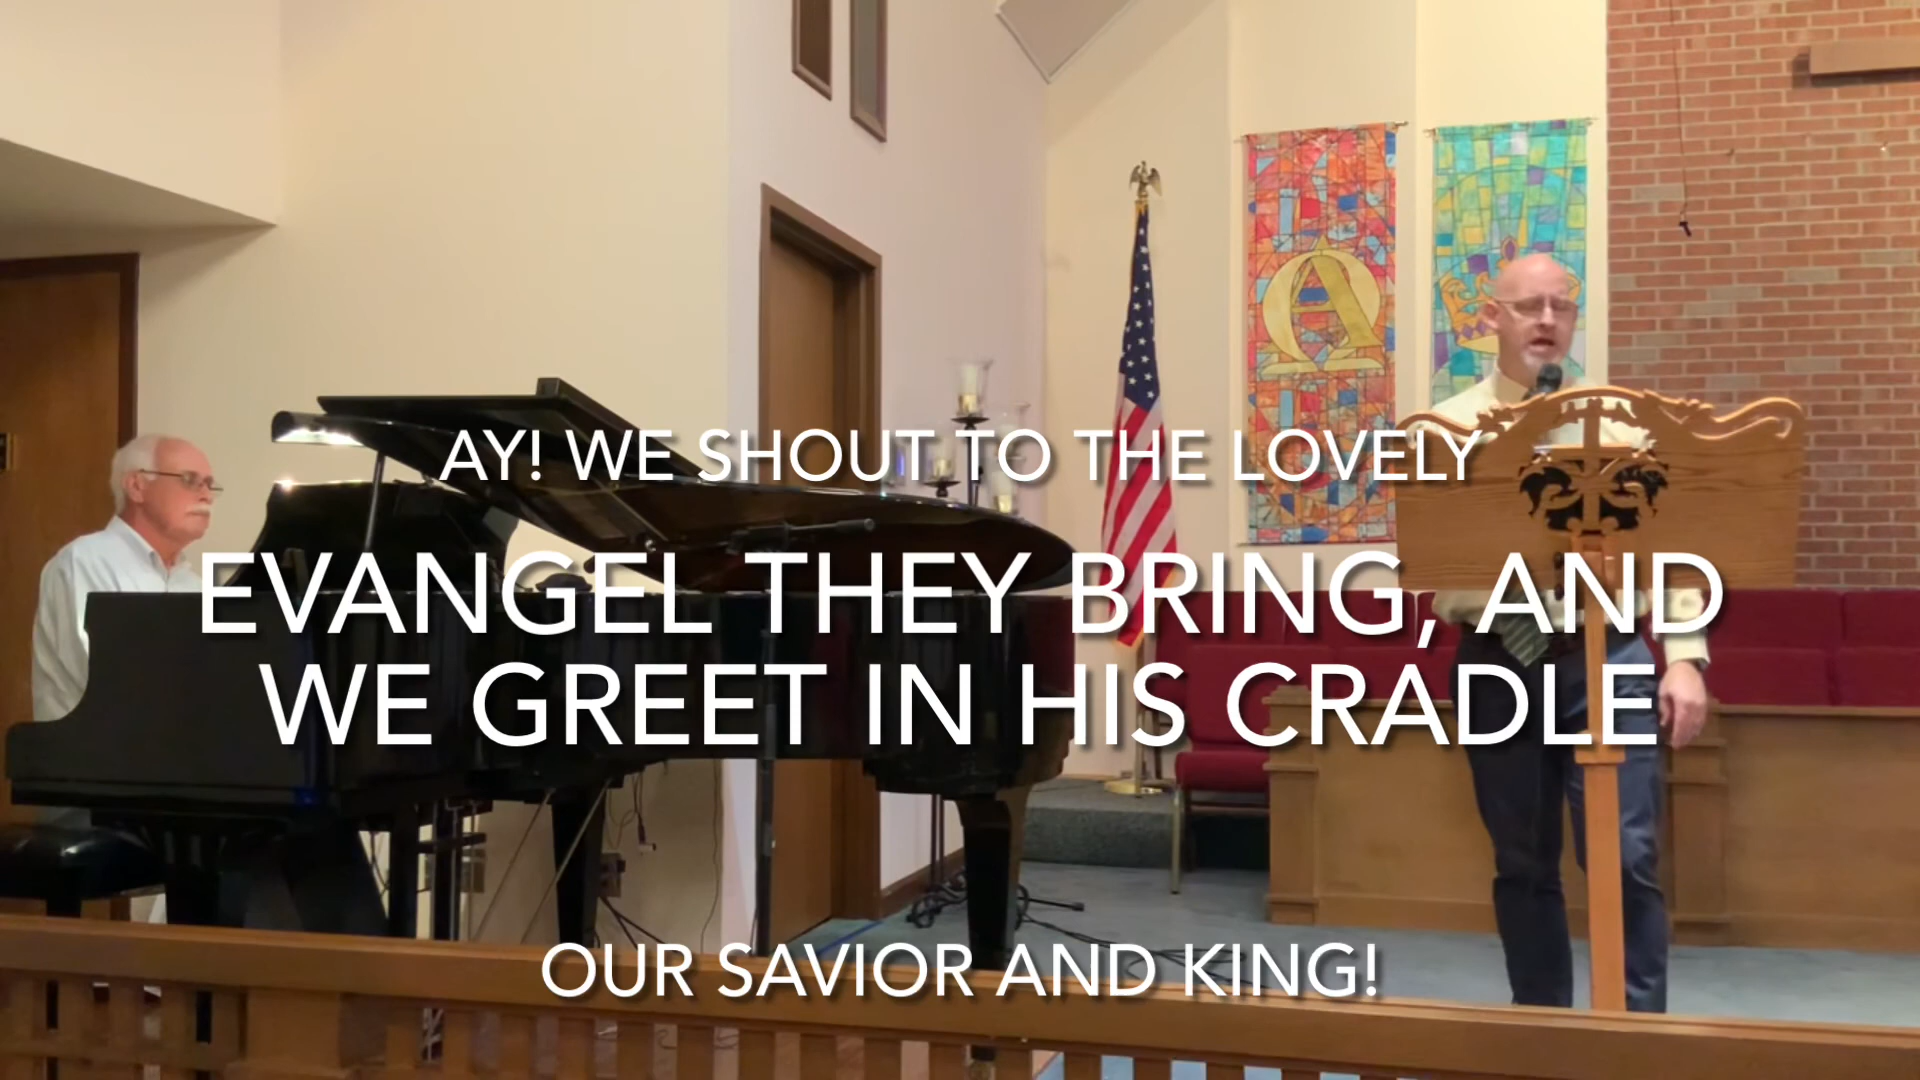 AY! WE SHOUT TO THE LOVELY
EVANGEL THEY BRING, AND
WE GREET IN HIS CRADLE
OUR SAVIOR AND KING!